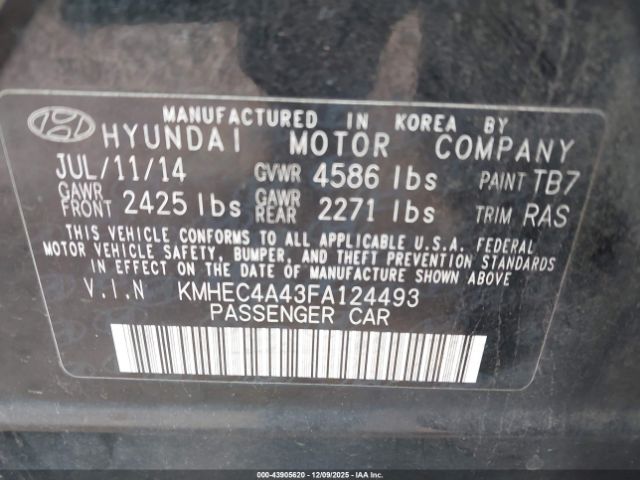 MANUFACTURED IN KOREA BY
HYUNDAI MOTOR COMPANY
JUL/11/14 GVWR 4586 lbs PAINT TB7
GAWR FRONT 2425 lbs GAWR REAR 2271 lbs TRIM RAS
THIS VEHICLE CONFORMS TO ALL APPLICABLE U.S.A. FEDERAL
MOTOR VEHICLE SAFETY, BUMPER, AND THEFT PREVENTION STANDARDS
IN EFFECT ON THE DATE OF MANUFACTURE SHOWN ABOVE
V.I.N KMHEC4A43FA124493
PASSENGER CAR
000-43905620 - 12/09/2025 - IAAI.COM